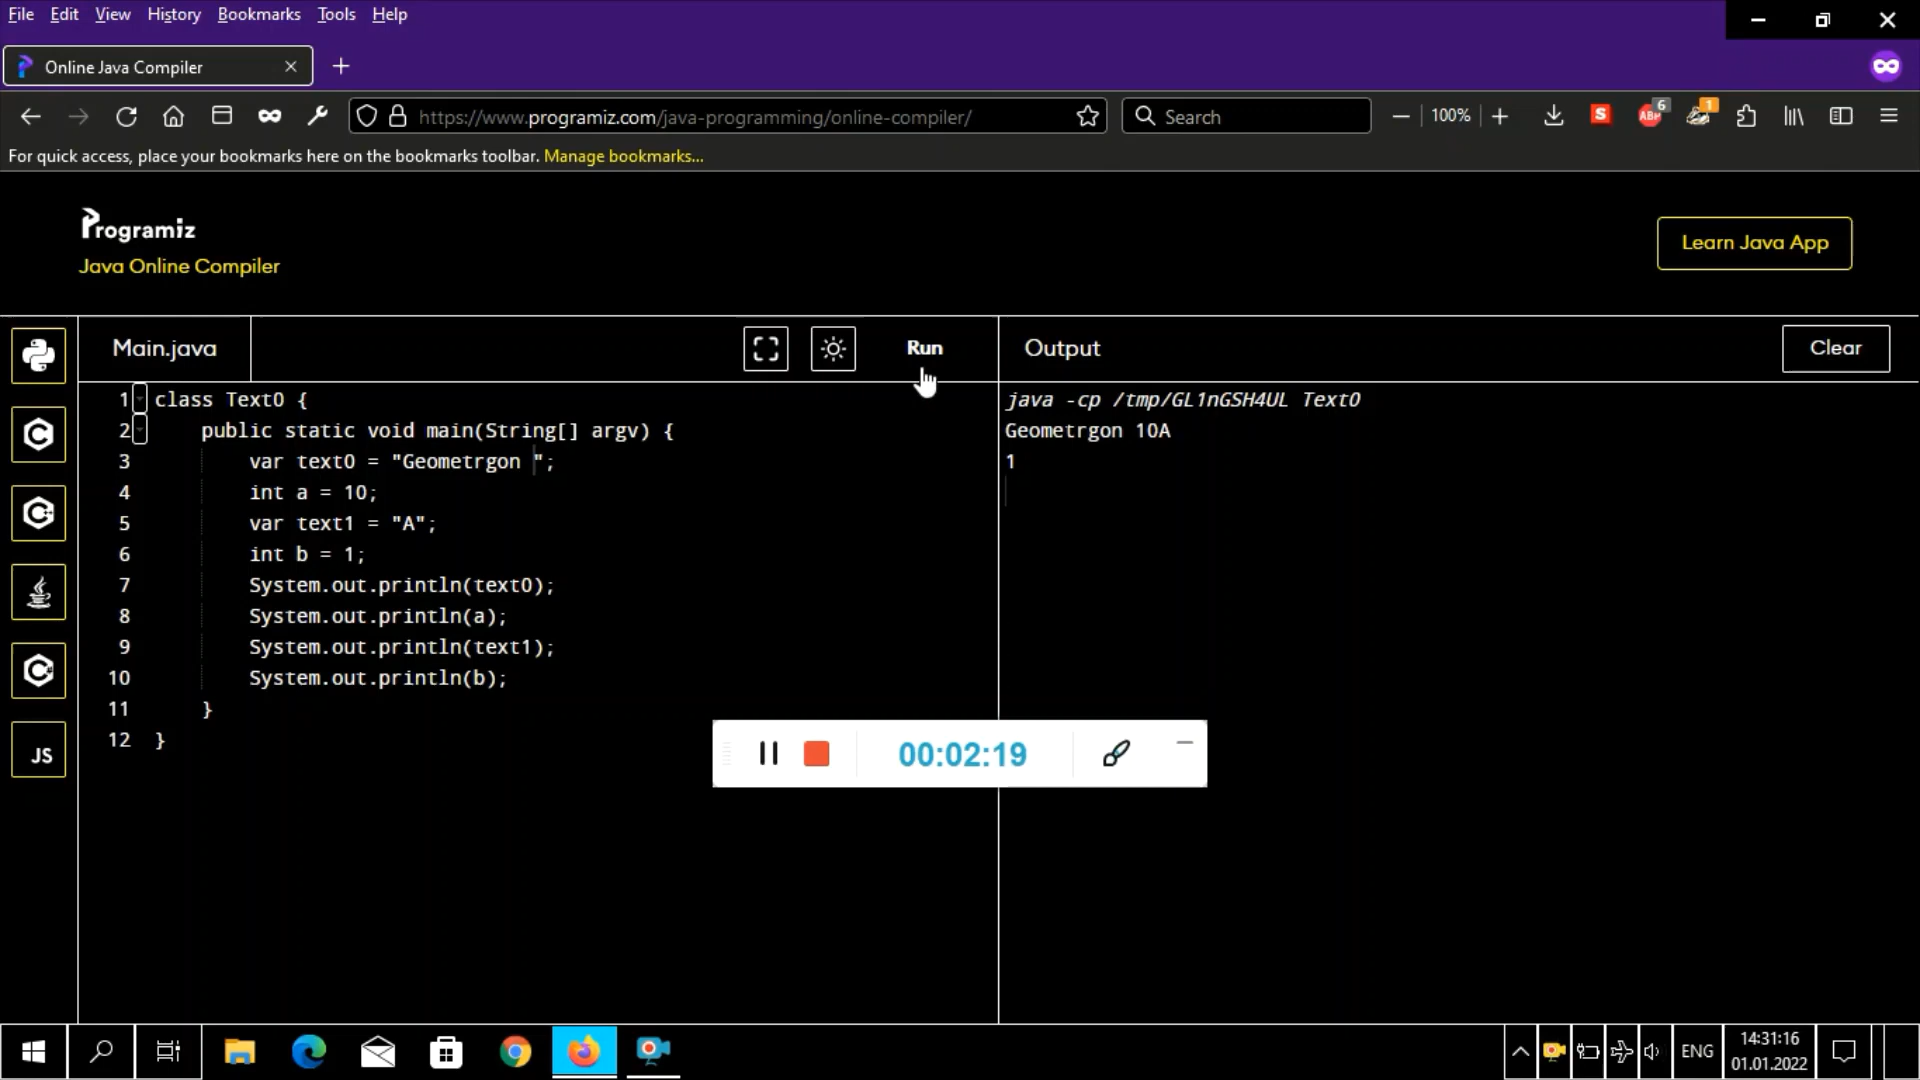 File Edit View History Bookmarks Tools Help
Online Java Compiler
https://www.programiz.com/java-programming/online-compiler/
Search
100%
S
ABP
6
1
For quick access, place your bookmarks here on the bookmarks toolbar. Manage bookmarks...
Programiz
Java Online Compiler
Learn Java App
Main.java
Run
Output
Clear
1 class Text0 {
2 public static void main(String[] argv) {
3 var text0 = "Geometrgon ";
4 int a = 10;
5 var text1 = "A";
6 int b = 1;
7 System.out.println(text0);
8 System.out.println(a);
9 System.out.println(text1);
10 System.out.println(b);
11 }
12 }
java -cp /tmp/GL1nGSH4UL Text0
Geometrgon 10A
1
JS
00:02:19
ENG
14:31:16
01.01.2022